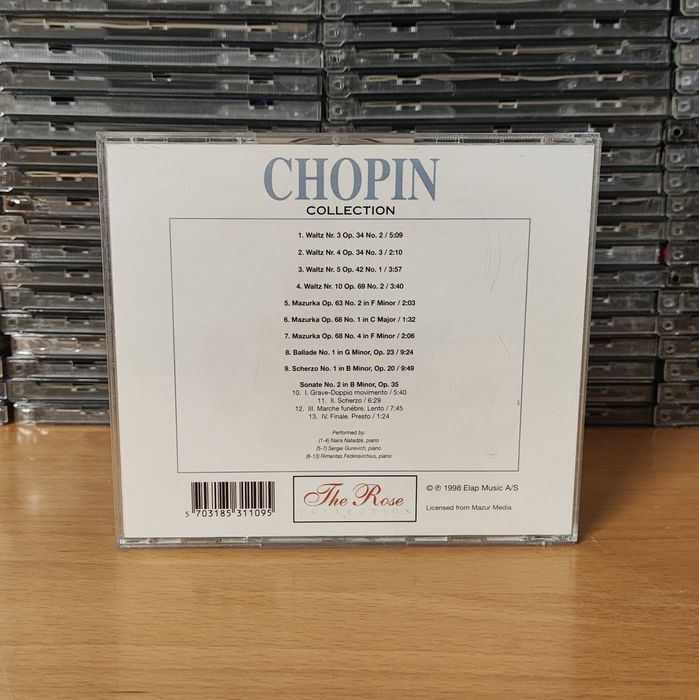 CHOPIN
COLLECTION
1. Waltz Nr. 3 Op. 34 No. 2 / 5:09
2. Waltz Nr. 4 Op. 34 No. 3 / 2:10
3. Waltz Nr. 5 Op. 42 No. 1 / 3:57
4. Waltz Nr. 10 Op. 69 No. 2 / 3:40
5. Mazurka Op. 63 No. 2 in F Minor / 2:03
6. Mazurka Op. 68 No. 1 in C Major / 1:32
7. Mazurka Op. 68 No. 4 in F Minor / 2:06
8. Ballade No. 1 in G Minor, Op. 23 / 9:24
9. Scherzo No. 1 in B Minor, Op. 20 / 9:49
Sonate No. 2 in B Minor, Op. 35
10. I. Grave-Doppio movimento / 5:40
11. II. Scherzo / 6:29
12. III. Marche funébre. Lento / 7:45
13. IV. Finale. Presto / 1:24
Performed by:
(1-4) Naira Natadze, piano
(5-7) Sergei Gurevich, piano
(8-13) Rimantas Federavichius, piano
5 703185 311095
The Rose
COLLECTION
© ℗ 1998 Elap Music A/S
Licensed from Mazur Media